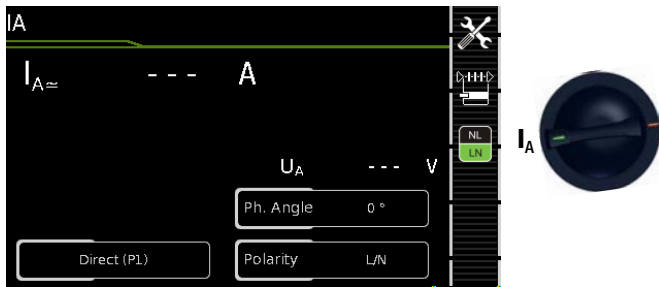 IA
IA≂ --- A
NL
LN
IA
UA --- V
Ph. Angle 0 °
Direct (P1) Polarity L/N